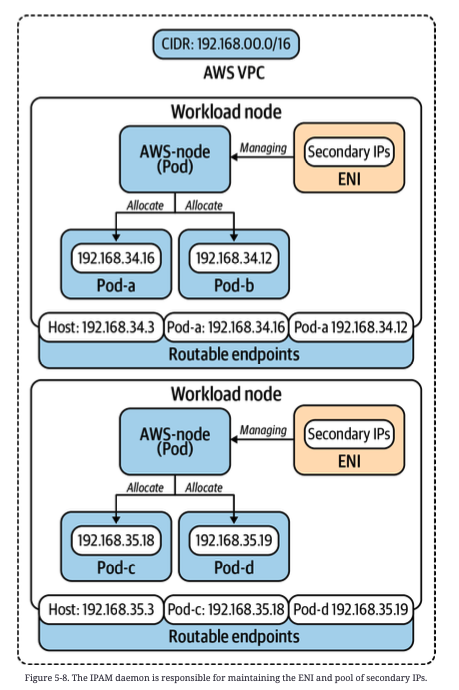 CIDR: 192.168.00.0/16
AWS VPC
Workload node
AWS-node
(Pod)
Managing
Secondary IPs
ENI
Allocate
Allocate
192.168.34.16
Pod-a
192.168.34.12
Pod-b
Host: 192.168.34.3
Pod-a: 192.168.34.16
Pod-a 192.168.34.12
Routable endpoints
Workload node
AWS-node
(Pod)
Managing
Secondary IPs
ENI
Allocate
Allocate
192.168.35.18
Pod-c
192.168.35.19
Pod-d
Host: 192.168.35.3
Pod-c: 192.168.35.18
Pod-d 192.168.35.19
Routable endpoints
Figure 5-8. The IPAM daemon is responsible for maintaining the ENI and pool of secondary IPs.